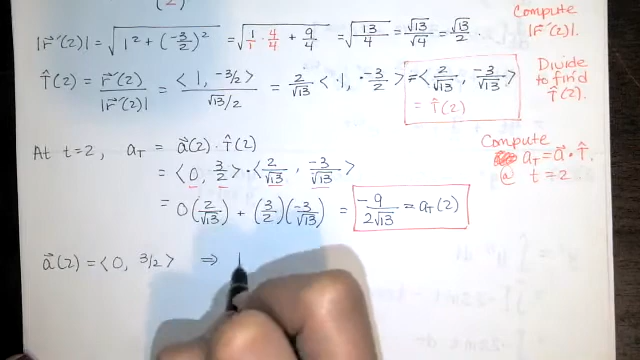 (2)
|r⃗'(2)| = √(1² + (-3/2)²) = √(1/1 · 4/4 + 9/4) = √(13/4) = √13/√4 = √13/2.
Compute |r⃗'(2)|.
T̂(2) = r⃗'(2)/|r⃗'(2)| = <1, -3/2>/(√13/2) = 2/√13 <·1, ·-3/2> = <2/√13, -3/√13>
= T̂(2)
Divide to find T̂(2).
At t=2, a_T = a⃗(2) · T̂(2)
= <0, 3/2> · <2/√13, -3/√13>
= 0(2/√13) + (3/2)(-3/√13) = -9/(2√13) = a_T(2)
Compute
a_T = a⃗ · T̂.
@ t=2
a⃗(2) = <0, 3/2> ⇒